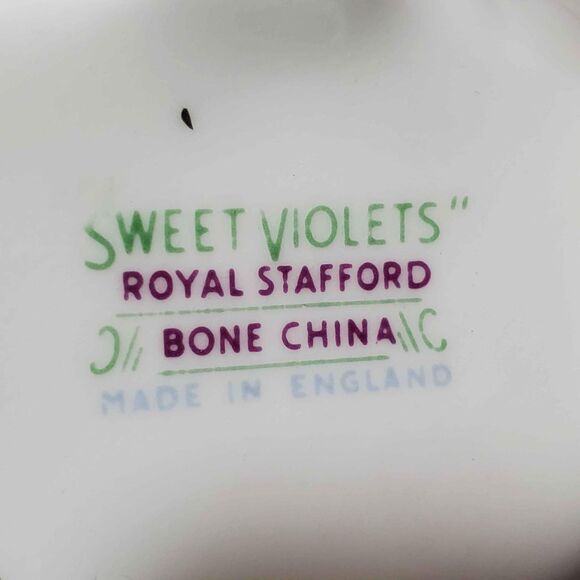 SWEET VIOLETS"
ROYAL STAFFORD
BONE CHINA
MADE IN ENGLAND